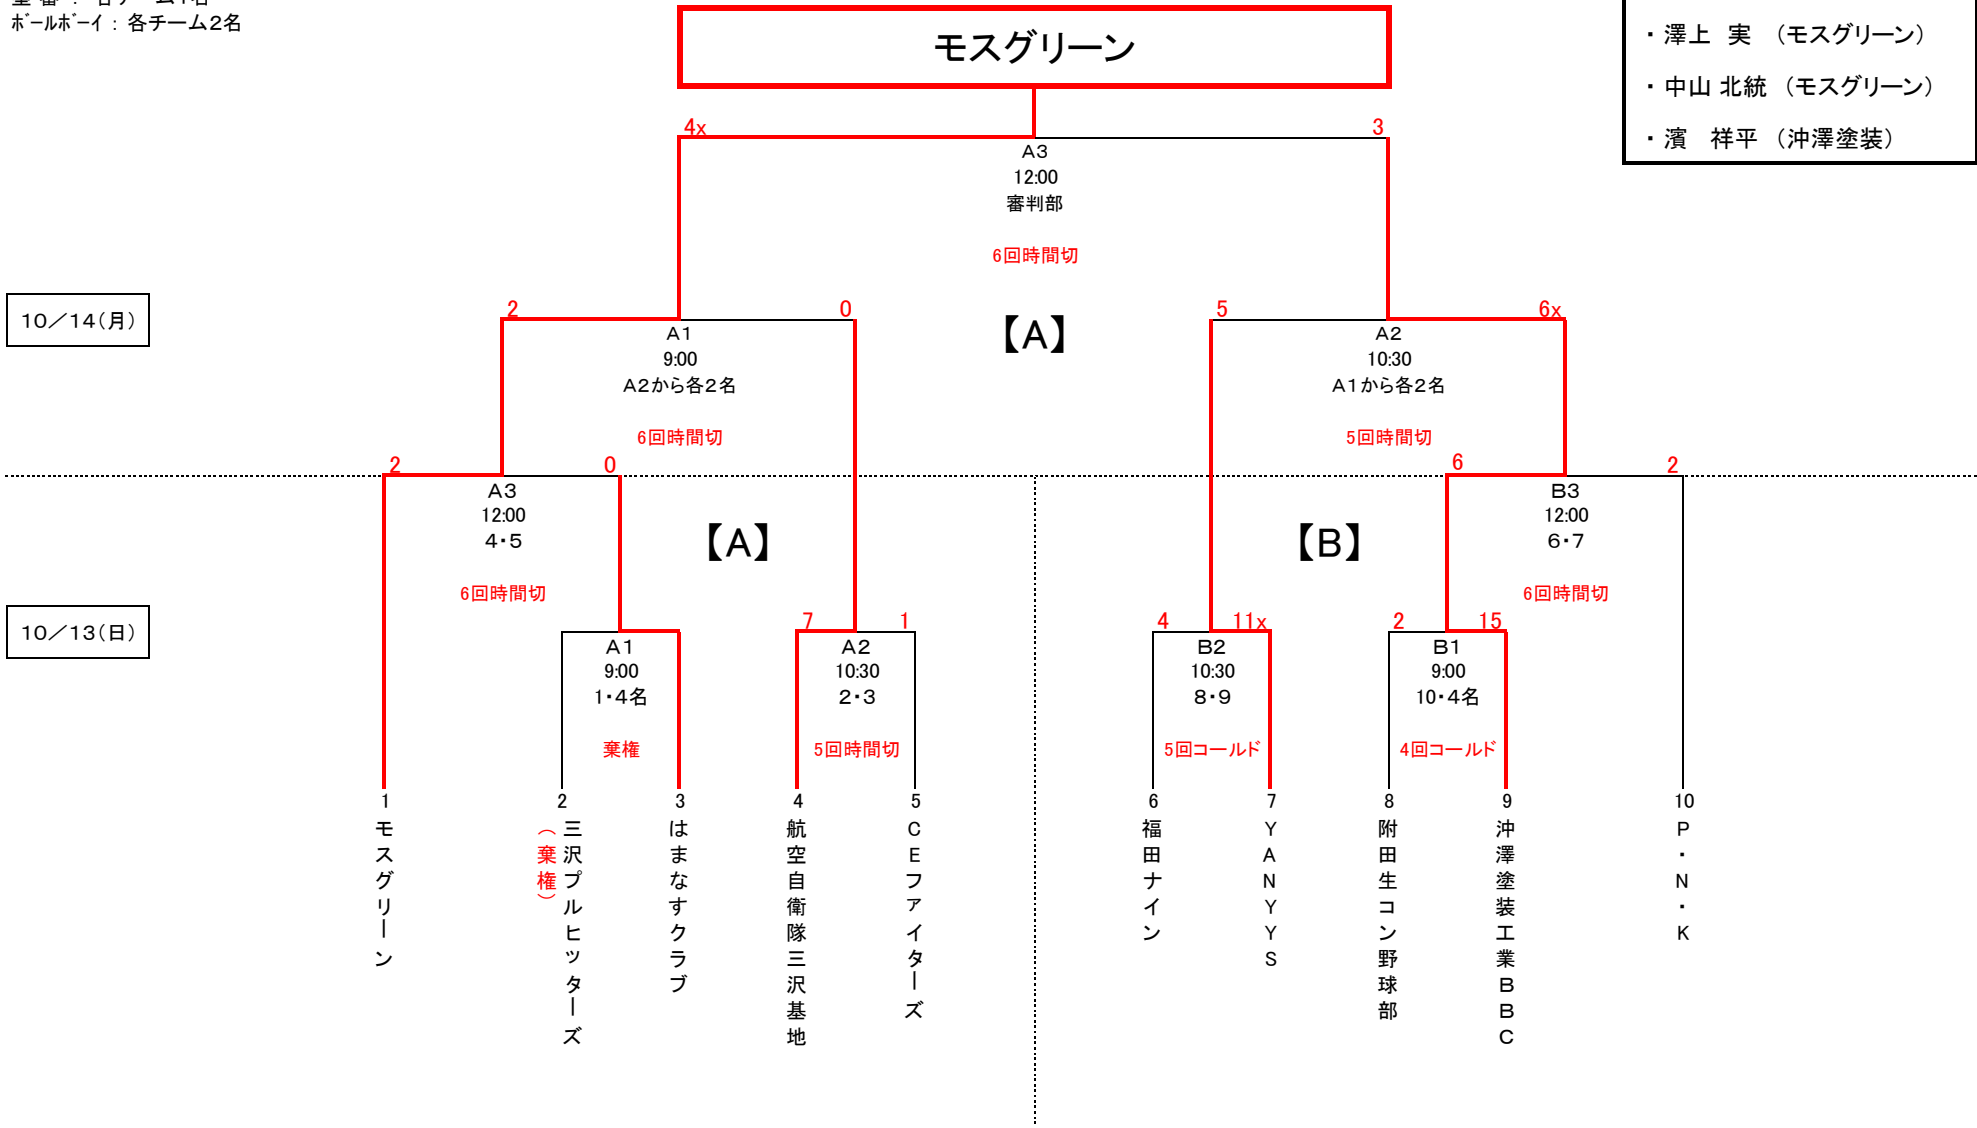 ﾎﾞｰﾙﾎﾞｰｲ：各チーム2名
モスグリーン
・澤上　実　（モスグリーン）
・中山 北統　（モスグリーン）
・濱　祥平　（沖澤塗装）
4x
3
A3
12:00
審判部
6回時間切
10／14(月)
2
0
A1
9:00
A2から各2名
6回時間切
【A】
5
6x
A2
10:30
A1から各2名
5回時間切
2
0
A3
12:00
4・5
6回時間切
【A】
【B】
6
2
B3
12:00
6・7
6回時間切
10／13(日)
A1
9:00
1・4名
棄権
7
1
A2
10:30
2・3
5回時間切
4
11x
B2
10:30
8・9
5回コールド
2
15
B1
9:00
10・4名
4回コールド
1
モスグリーン
2
三沢プルヒッターズ
（棄権）
3
はまなすクラブ
4
航空自衛隊三沢基地
5
CEファイターズ
6
福田ナイン
7
YANYYS
8
附田生コン野球部
9
沖澤塗装工業BBC
10
P・N・K